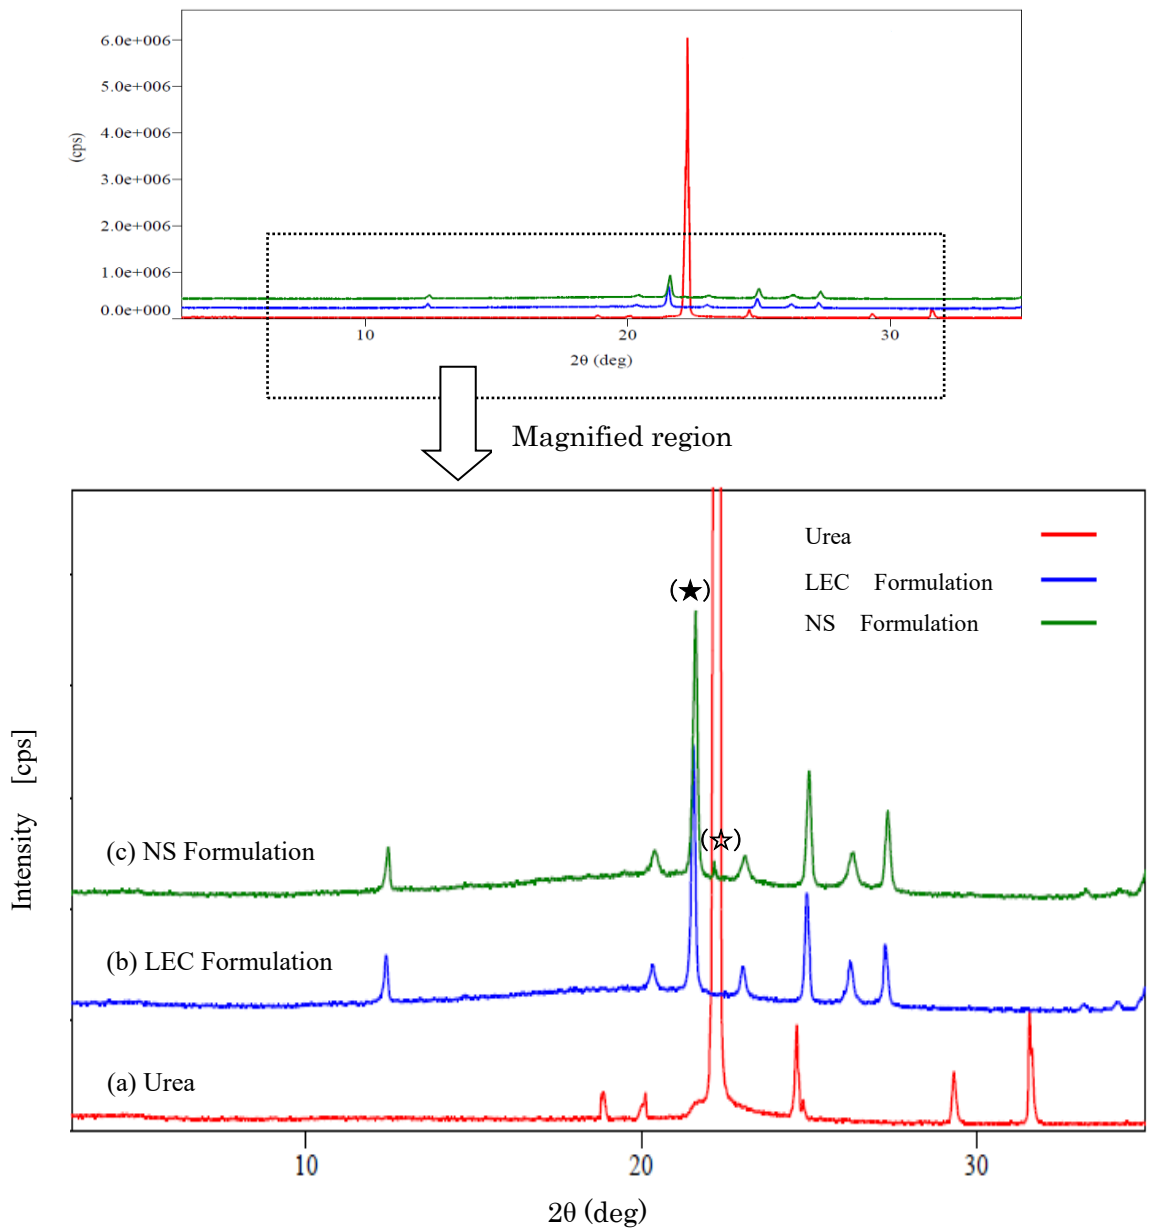 6.0e+006
5.0e+006
4.0e+006
3.0e+006
2.0e+006
1.0e+006
0.0e+000
(cps)
10 20 30
2θ (deg)
Magnified region
Urea
LEC Formulation
NS Formulation
(★)
(☆)
(c) NS Formulation
(b) LEC Formulation
(a) Urea
Intensity [cps]
10 20 30
2θ (deg)